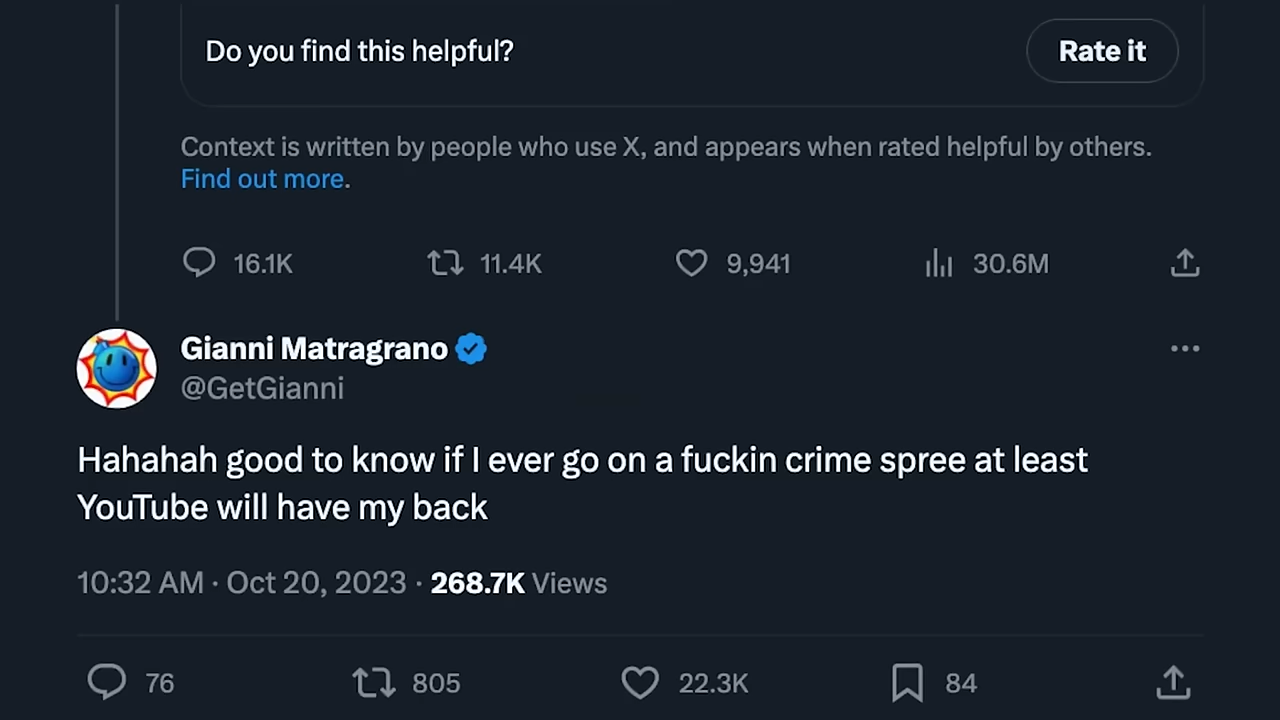 Do you find this helpful?
Rate it
Context is written by people who use X, and appears when rated helpful by others.
Find out more.
16.1K
11.4K
9,941
30.6M
Gianni Matragrano
@GetGianni
Hahahah good to know if I ever go on a fuckin crime spree at least
YouTube will have my back
10:32 AM · Oct 20, 2023 · 268.7K Views
76
805
22.3K
84